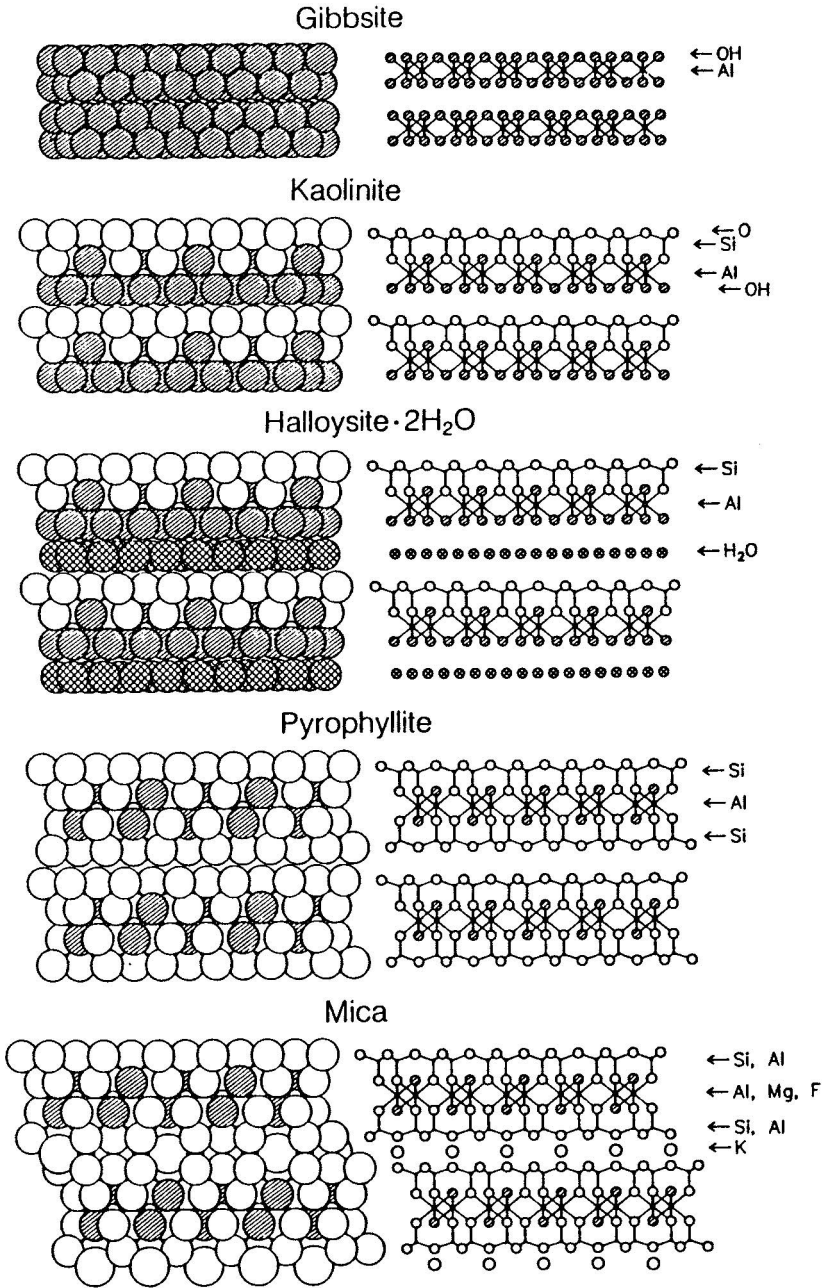 Gibbsite
←OH
←Al
Kaolinite
←O
←Si
←Al
←OH
Halloysite·2H₂O
←Si
←Al
←H₂O
Pyrophyllite
←Si
←Al
←Si
Mica
←Si, Al
←Al, Mg, F
←Si, Al
←K